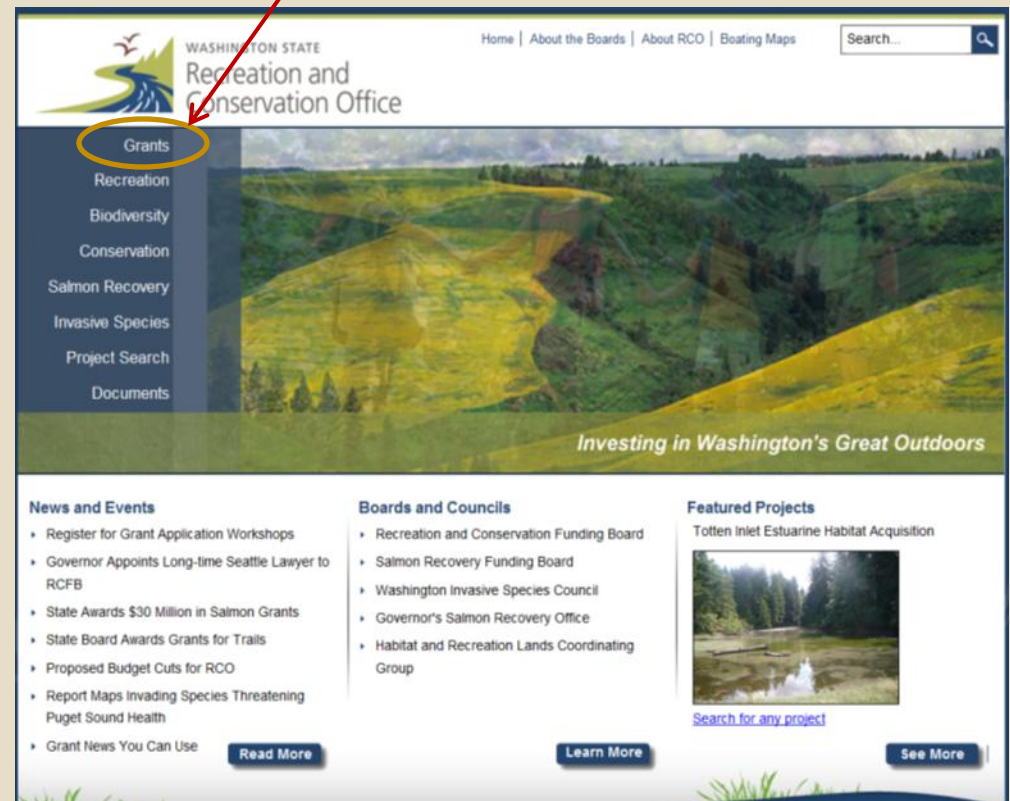 WASHINGTON STATE
Recreation and
Conservation Office
Home | About the Boards | About RCO | Boating Maps
Search...
Grants
Recreation
Biodiversity
Conservation
Salmon Recovery
Invasive Species
Project Search
Documents
Investing in Washington's Great Outdoors
News and Events
Register for Grant Application Workshops
Governor Appoints Long-time Seattle Lawyer to
RCFB
State Awards $30 Million in Salmon Grants
State Board Awards Grants for Trails
Proposed Budget Cuts for RCO
Report Maps Invading Species Threatening
Puget Sound Health
Grant News You Can Use
Read More
Boards and Councils
Recreation and Conservation Funding Board
Salmon Recovery Funding Board
Washington Invasive Species Council
Governor's Salmon Recovery Office
Habitat and Recreation Lands Coordinating
Group
Learn More
Featured Projects
Totten Inlet Estuarine Habitat Acquisition
Search for any project
See More